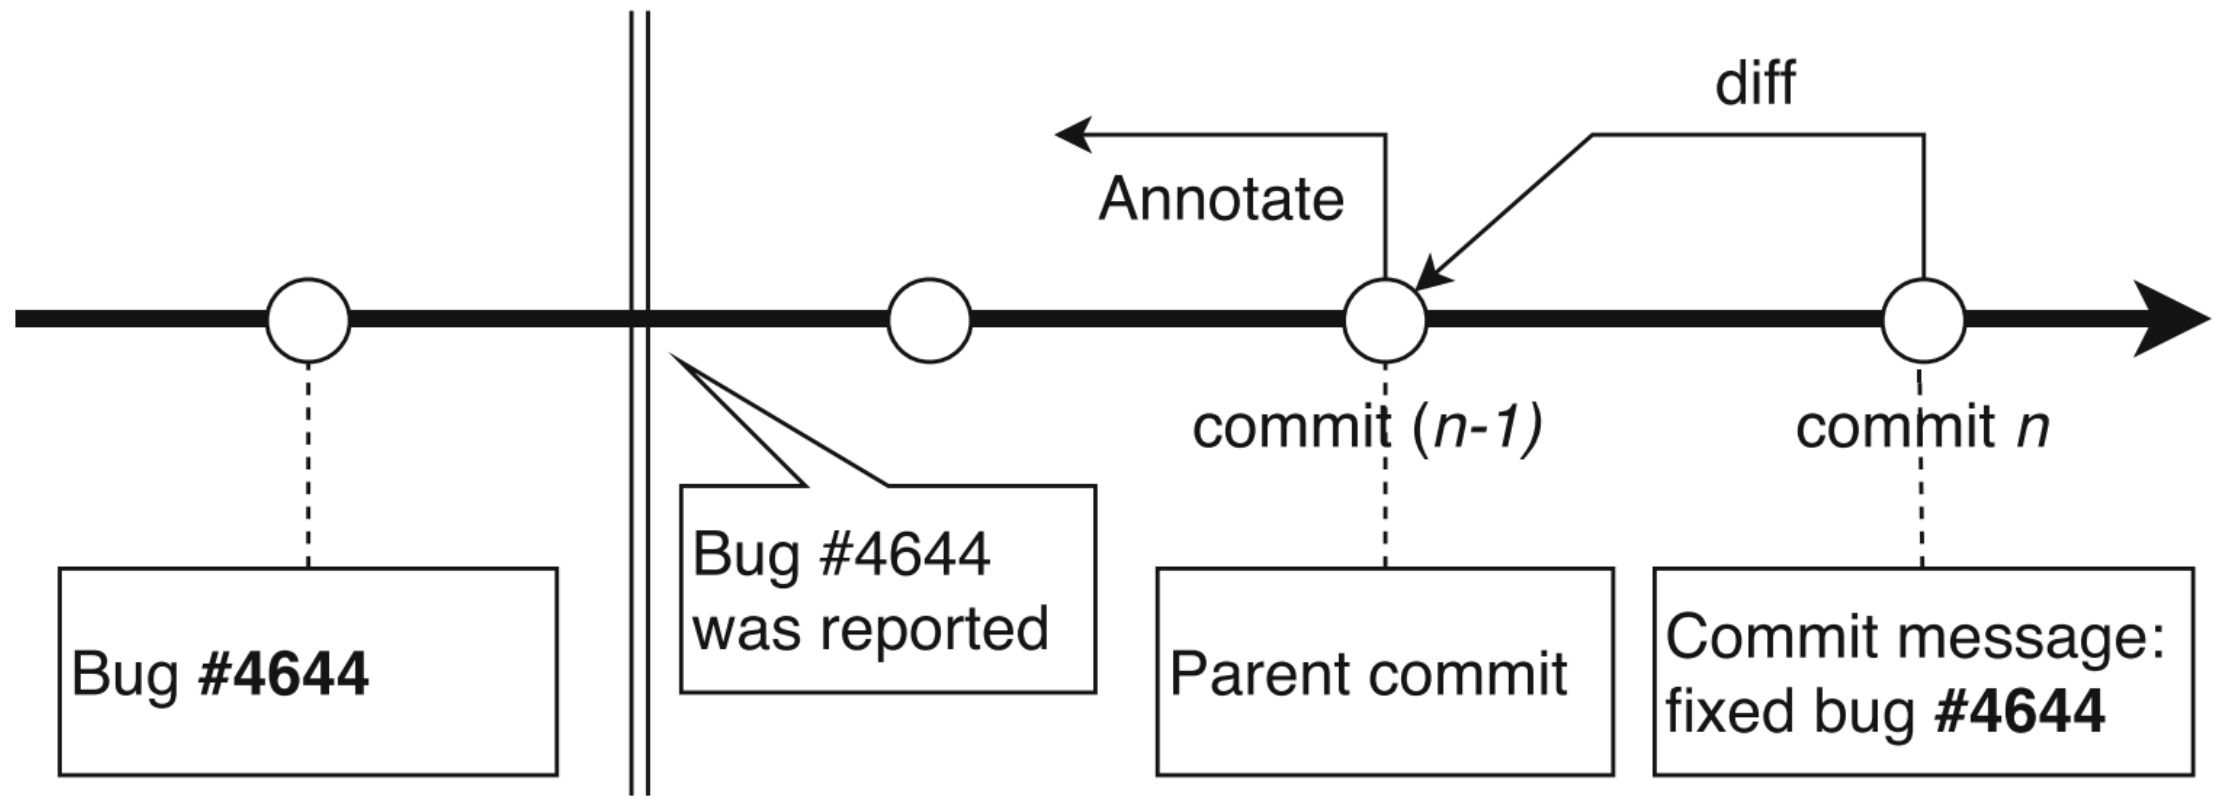 diff
Annotate
commit (n-1)
commit n
Bug #4644
was reported
Bug #4644
Parent commit
Commit message:
fixed bug #4644